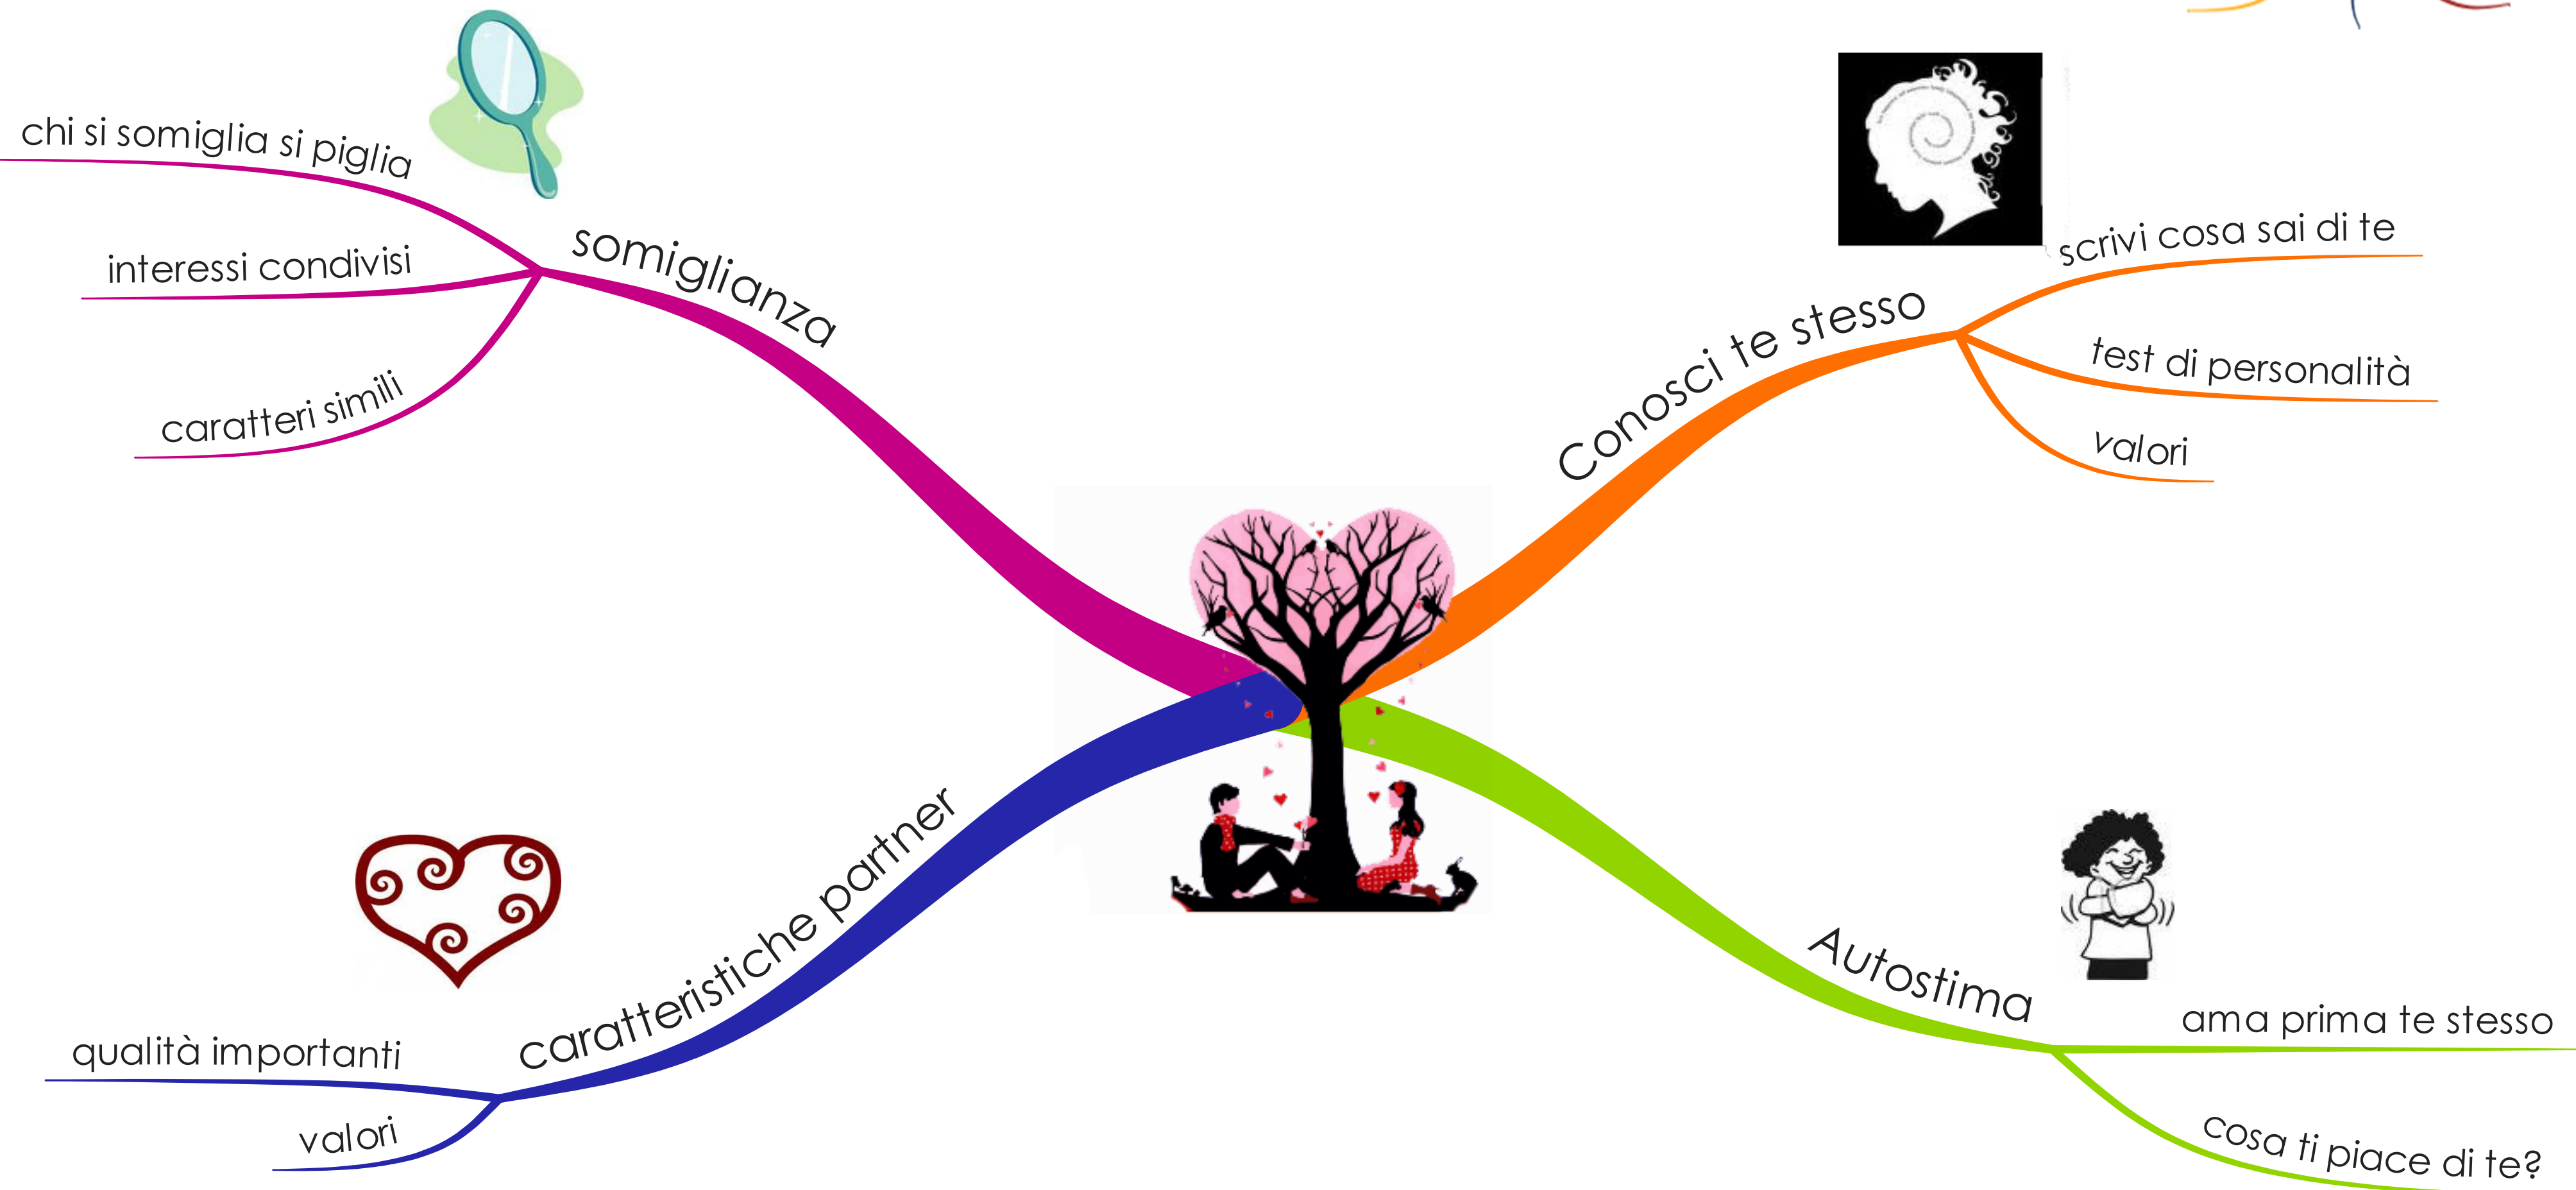 Conosci te stesso
scrivi cosa sai di te
test di personalità
valori
Autostima
ama prima te stesso
cosa ti piace di te?
caratteristiche partner
qualità importanti
valori
somiglianza
chi si somiglia si piglia
interessi condivisi
caratteri simili